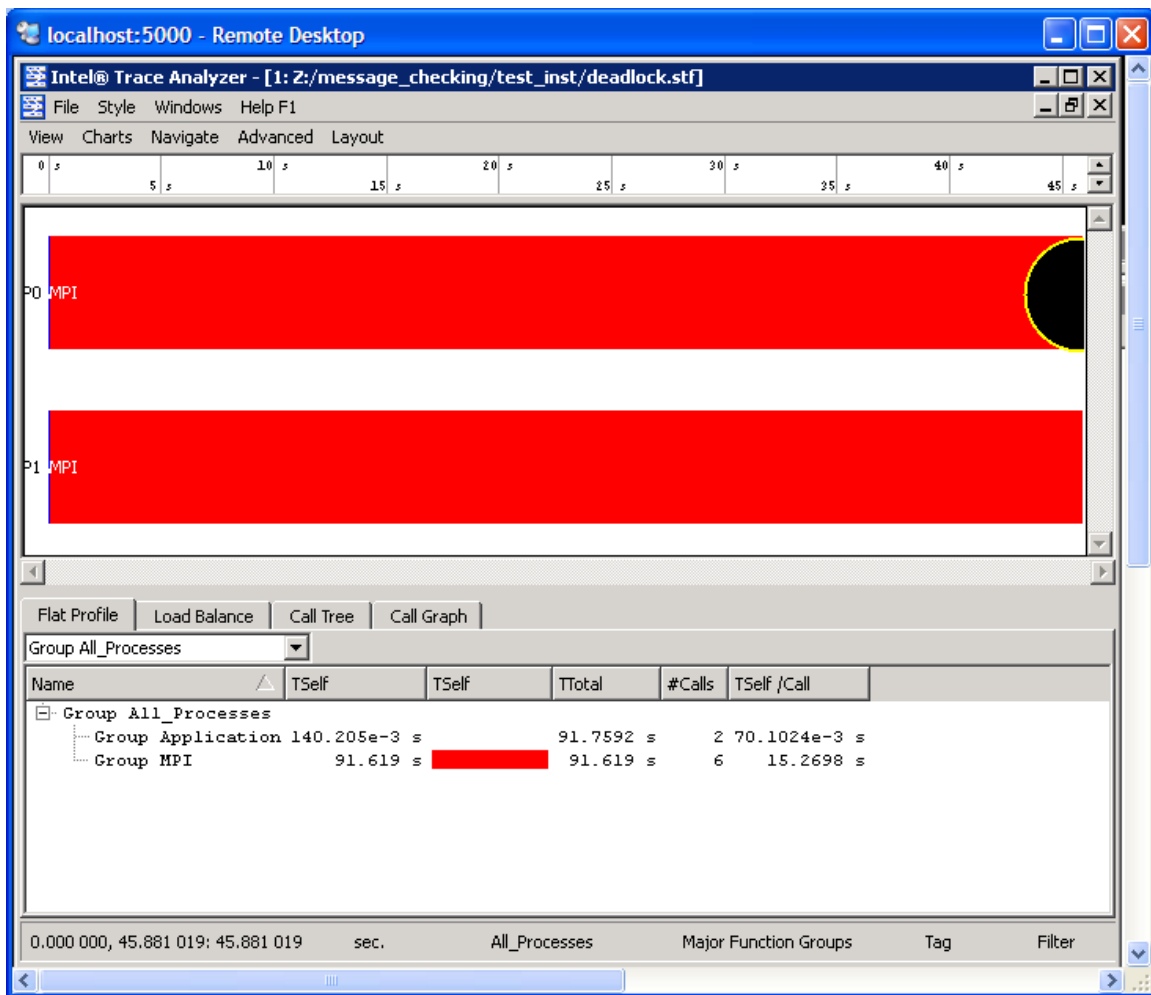 localhost:5000 - Remote Desktop
Intel® Trace Analyzer - [1: Z:/message_checking/test_inst/deadlock.stf]
File Style Windows Help F1
View Charts Navigate Advanced Layout
0 s 10 s 20 s 30 s 40 s
5 s 15 s 25 s 35 s 45 s
P0 MPI
P1 MPI
Flat Profile Load Balance Call Tree Call Graph
Group All_Processes
Name TSelf TSelf TTotal #Calls TSelf /Call
Group All_Processes
Group Application 140.205e-3 s 91.7592 s 2 70.1024e-3 s
Group MPI 91.619 s 91.619 s 6 15.2698 s
0.000 000, 45.881 019: 45.881 019 sec. All_Processes Major Function Groups Tag Filter